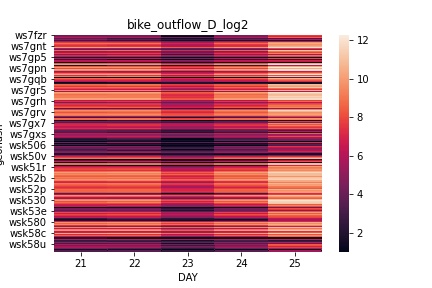 bike_outflow_D_log2
ws7fzr
ws7gnt
ws7gp5
ws7gpn
ws7gqb
ws7gr5
ws7grh
ws7grv
ws7gx7
ws7gxs
wsk506
wsk50v
wsk51r
wsk52b
wsk52p
wsk530
wsk53e
wsk580
wsk58c
wsk58u
21 22 23 24 25
DAY
12
10
8
6
4
2